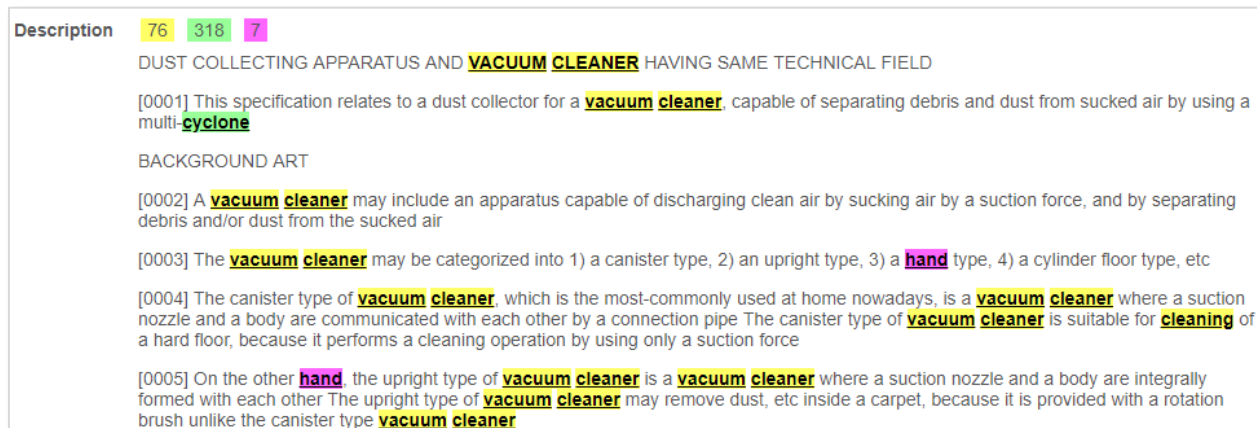 Description 76 318 7
DUST COLLECTING APPARATUS AND VACUUM CLEANER HAVING SAME TECHNICAL FIELD
[0001] This specification relates to a dust collector for a vacuum cleaner, capable of separating debris and dust from sucked air by using a
multi-cyclone
BACKGROUND ART
[0002] A vacuum cleaner may include an apparatus capable of discharging clean air by sucking air by a suction force, and by separating
debris and/or dust from the sucked air
[0003] The vacuum cleaner may be categorized into 1) a canister type, 2) an upright type, 3) a hand type, 4) a cylinder floor type, etc
[0004] The canister type of vacuum cleaner, which is the most-commonly used at home nowadays, is a vacuum cleaner where a suction
nozzle and a body are communicated with each other by a connection pipe The canister type of vacuum cleaner is suitable for cleaning of
a hard floor, because it performs a cleaning operation by using only a suction force
[0005] On the other hand, the upright type of vacuum cleaner is a vacuum cleaner where a suction nozzle and a body are integrally
formed with each other The upright type of vacuum cleaner may remove dust, etc inside a carpet, because it is provided with a rotation
brush unlike the canister type vacuum cleaner